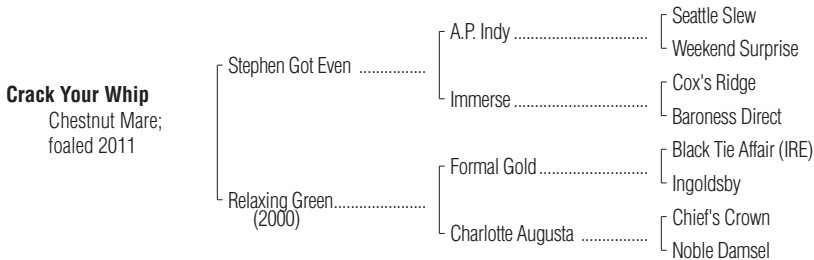 Crack Your Whip
Chestnut Mare;
foaled 2011
Stephen Got Even ................
Relaxing Green......................
(2000)
A.P. Indy ................................
Immerse ................................
Formal Gold..........................
Charlotte Augusta ................
Seattle Slew
Weekend Surprise
Cox's Ridge
Baroness Direct
Black Tie Affair (IRE)
Ingoldsby
Chief's Crown
Noble Damsel